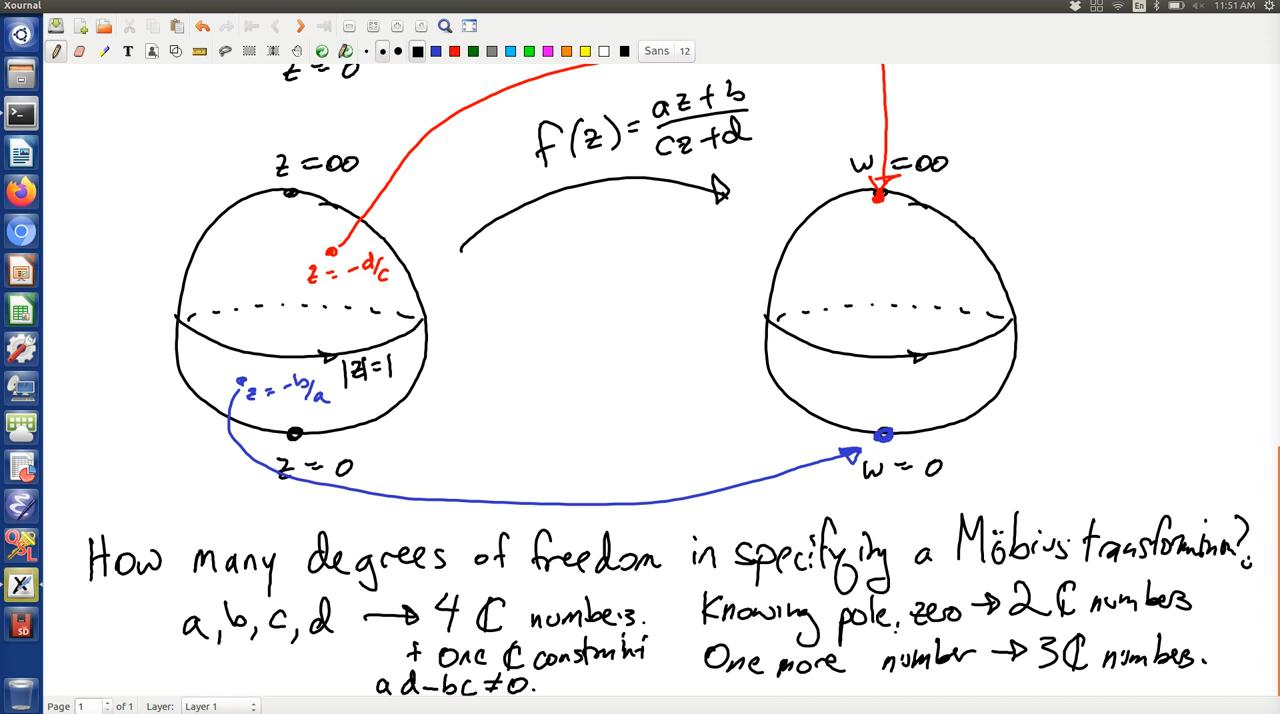 Xournal
En
11:51 AM
Sans 12
z = 0
f(z) = az+b / cz+d
z = ∞
w = ∞
z = -d/c
|z|=1
z = -b/a
z = 0
w = 0
How many degrees of freedom in specifying a Möbius transformation?
a, b, c, d → 4 ℂ numbers.
+ one ℂ constraint
ad-bc ≠ 0.
Knowing pole, zero → 2 ℂ numbers
One more number → 3 ℂ numbers.
Page 1 of 1 Layer: Layer 1